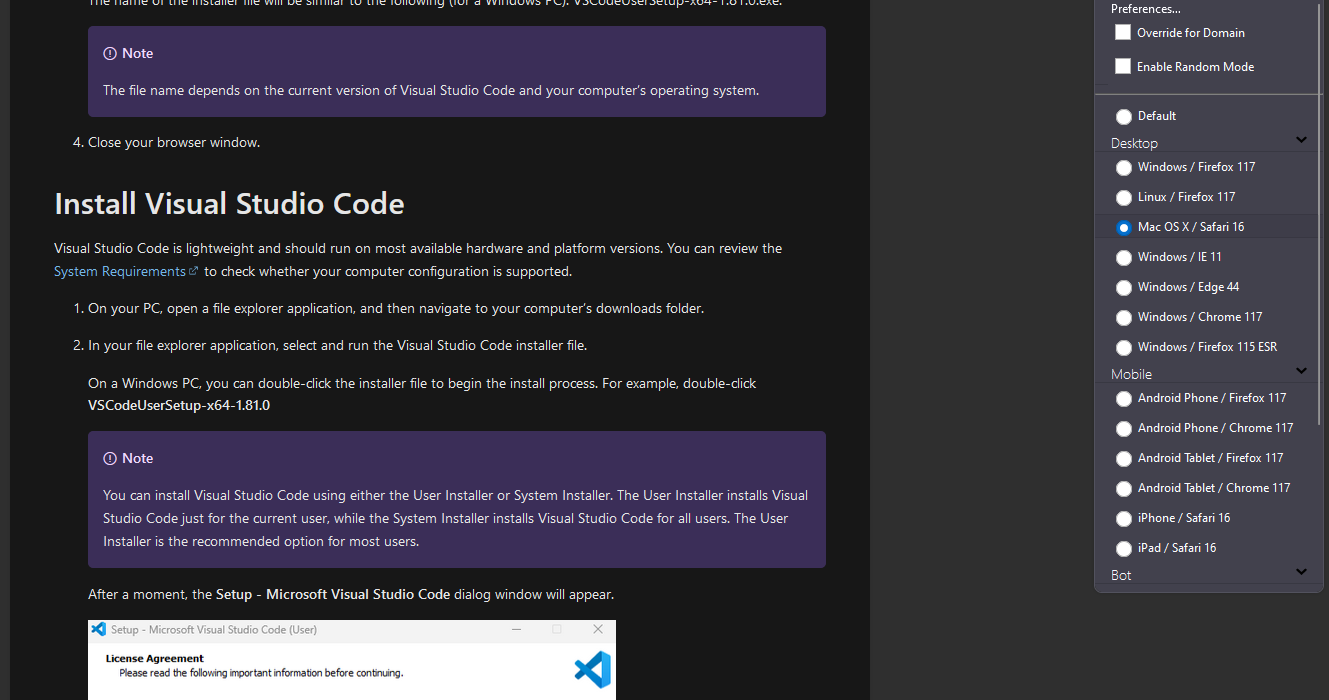 The name of the installer file will be similar to the following (for a Windows PC): VSCodeUserSetup-x64-1.81.0.exe.
Note
The file name depends on the current version of Visual Studio Code and your computer's operating system.
4. Close your browser window.
Install Visual Studio Code
Visual Studio Code is lightweight and should run on most available hardware and platform versions. You can review the
System Requirements to check whether your computer configuration is supported.
1. On your PC, open a file explorer application, and then navigate to your computer's downloads folder.
2. In your file explorer application, select and run the Visual Studio Code installer file.
On a Windows PC, you can double-click the installer file to begin the install process. For example, double-click
VSCodeUserSetup-x64-1.81.0
Note
You can install Visual Studio Code using either the User Installer or System Installer. The User Installer installs Visual
Studio Code just for the current user, while the System Installer installs Visual Studio Code for all users. The User
Installer is the recommended option for most users.
After a moment, the Setup - Microsoft Visual Studio Code dialog window will appear.
Setup - Microsoft Visual Studio Code (User)
License Agreement
Please read the following important information before continuing.
Preferences...
Override for Domain
Enable Random Mode
Default
Desktop
Windows / Firefox 117
Linux / Firefox 117
Mac OS X / Safari 16
Windows / IE 11
Windows / Edge 44
Windows / Chrome 117
Windows / Firefox 115 ESR
Mobile
Android Phone / Firefox 117
Android Phone / Chrome 117
Android Tablet / Firefox 117
Android Tablet / Chrome 117
iPhone / Safari 16
iPad / Safari 16
Bot